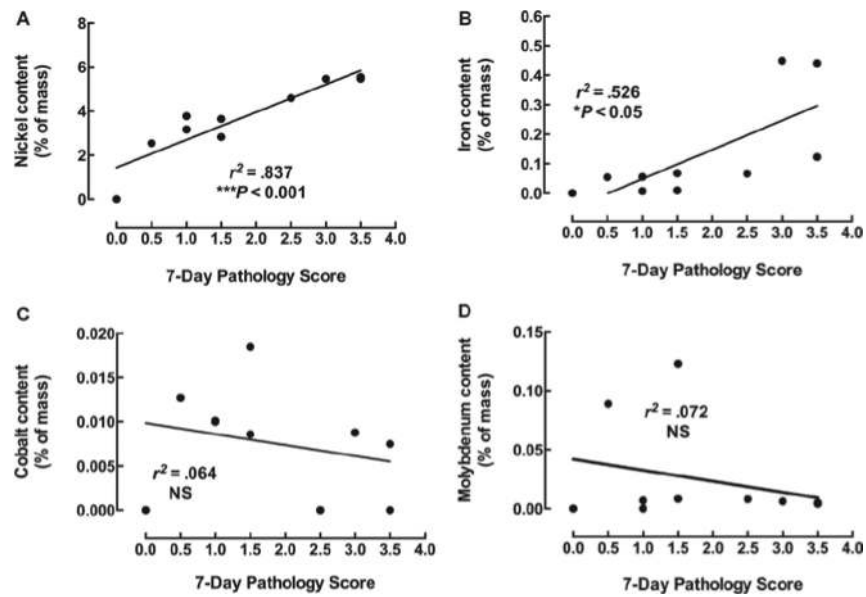 A
Nickel content
(% of mass)
8
6
4
2
0
r² = .837
***P < 0.001
0.0 0.5 1.0 1.5 2.0 2.5 3.0 3.5 4.0
7-Day Pathology Score
B
Iron content
(% of mass)
0.6
0.5
0.4
0.3
0.2
0.1
0.0
r² = .526
*P < 0.05
0.0 0.5 1.0 1.5 2.0 2.5 3.0 3.5 4.0
7-Day Pathology Score
C
Cobalt content
(% of mass)
0.020
0.015
0.010
0.005
0.000
r² = .064
NS
0.0 0.5 1.0 1.5 2.0 2.5 3.0 3.5 4.0
7-Day Pathology Score
D
Molybdenum content
(% of mass)
0.15
0.10
0.05
0.00
r² = .072
NS
0.0 0.5 1.0 1.5 2.0 2.5 3.0 3.5 4.0
7-Day Pathology Score